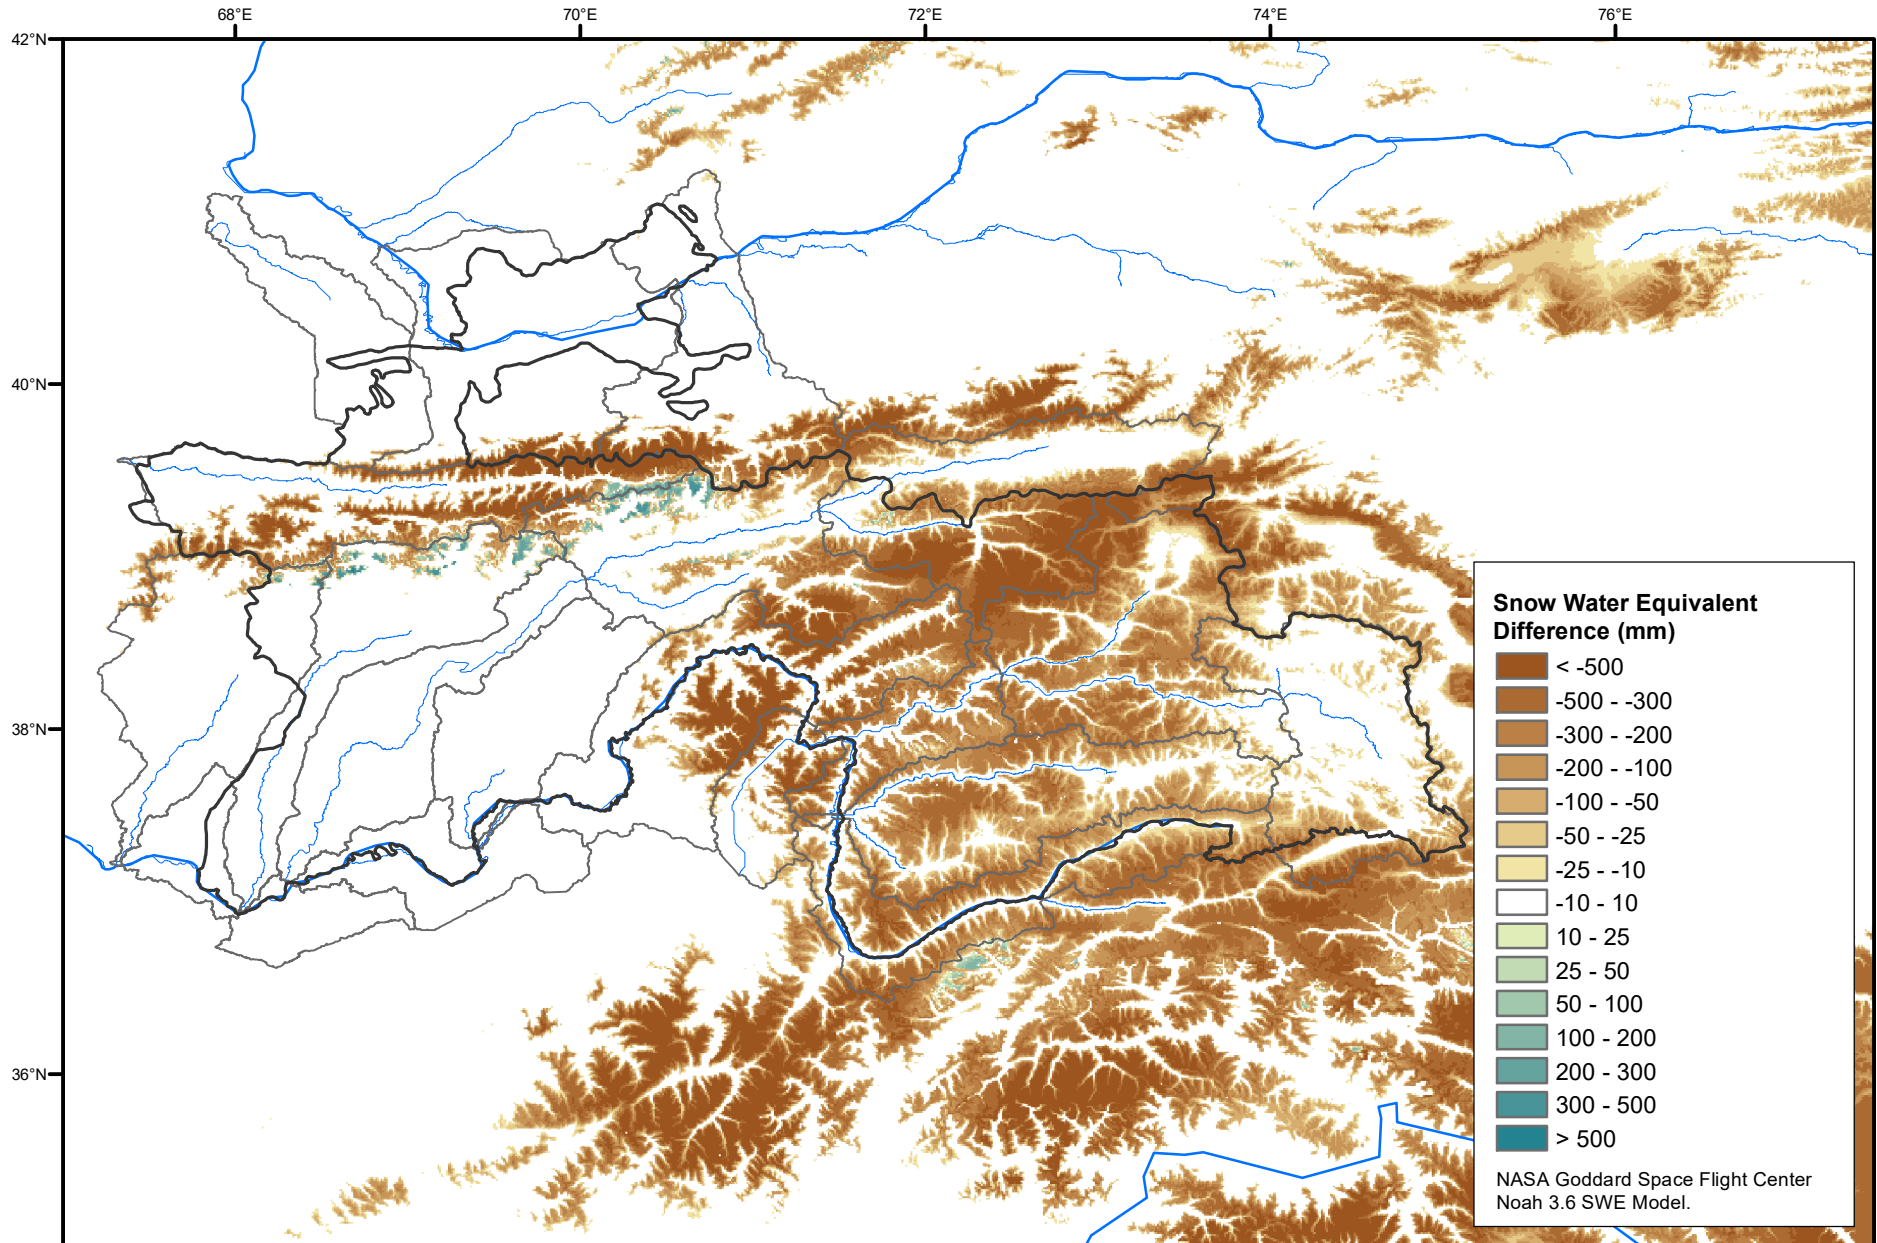 68°E 70°E 72°E 74°E 76°E
42°N
40°N
38°N
36°N
Snow Water Equivalent
Difference (mm)
< -500
-500 - -300
-300 - -200
-200 - -100
-100 - -50
-50 - -25
-25 - -10
-10 - 10
10 - 25
25 - 50
50 - 100
100 - 200
200 - 300
300 - 500
> 500
NASA Goddard Space Flight Center
Noah 3.6 SWE Model.